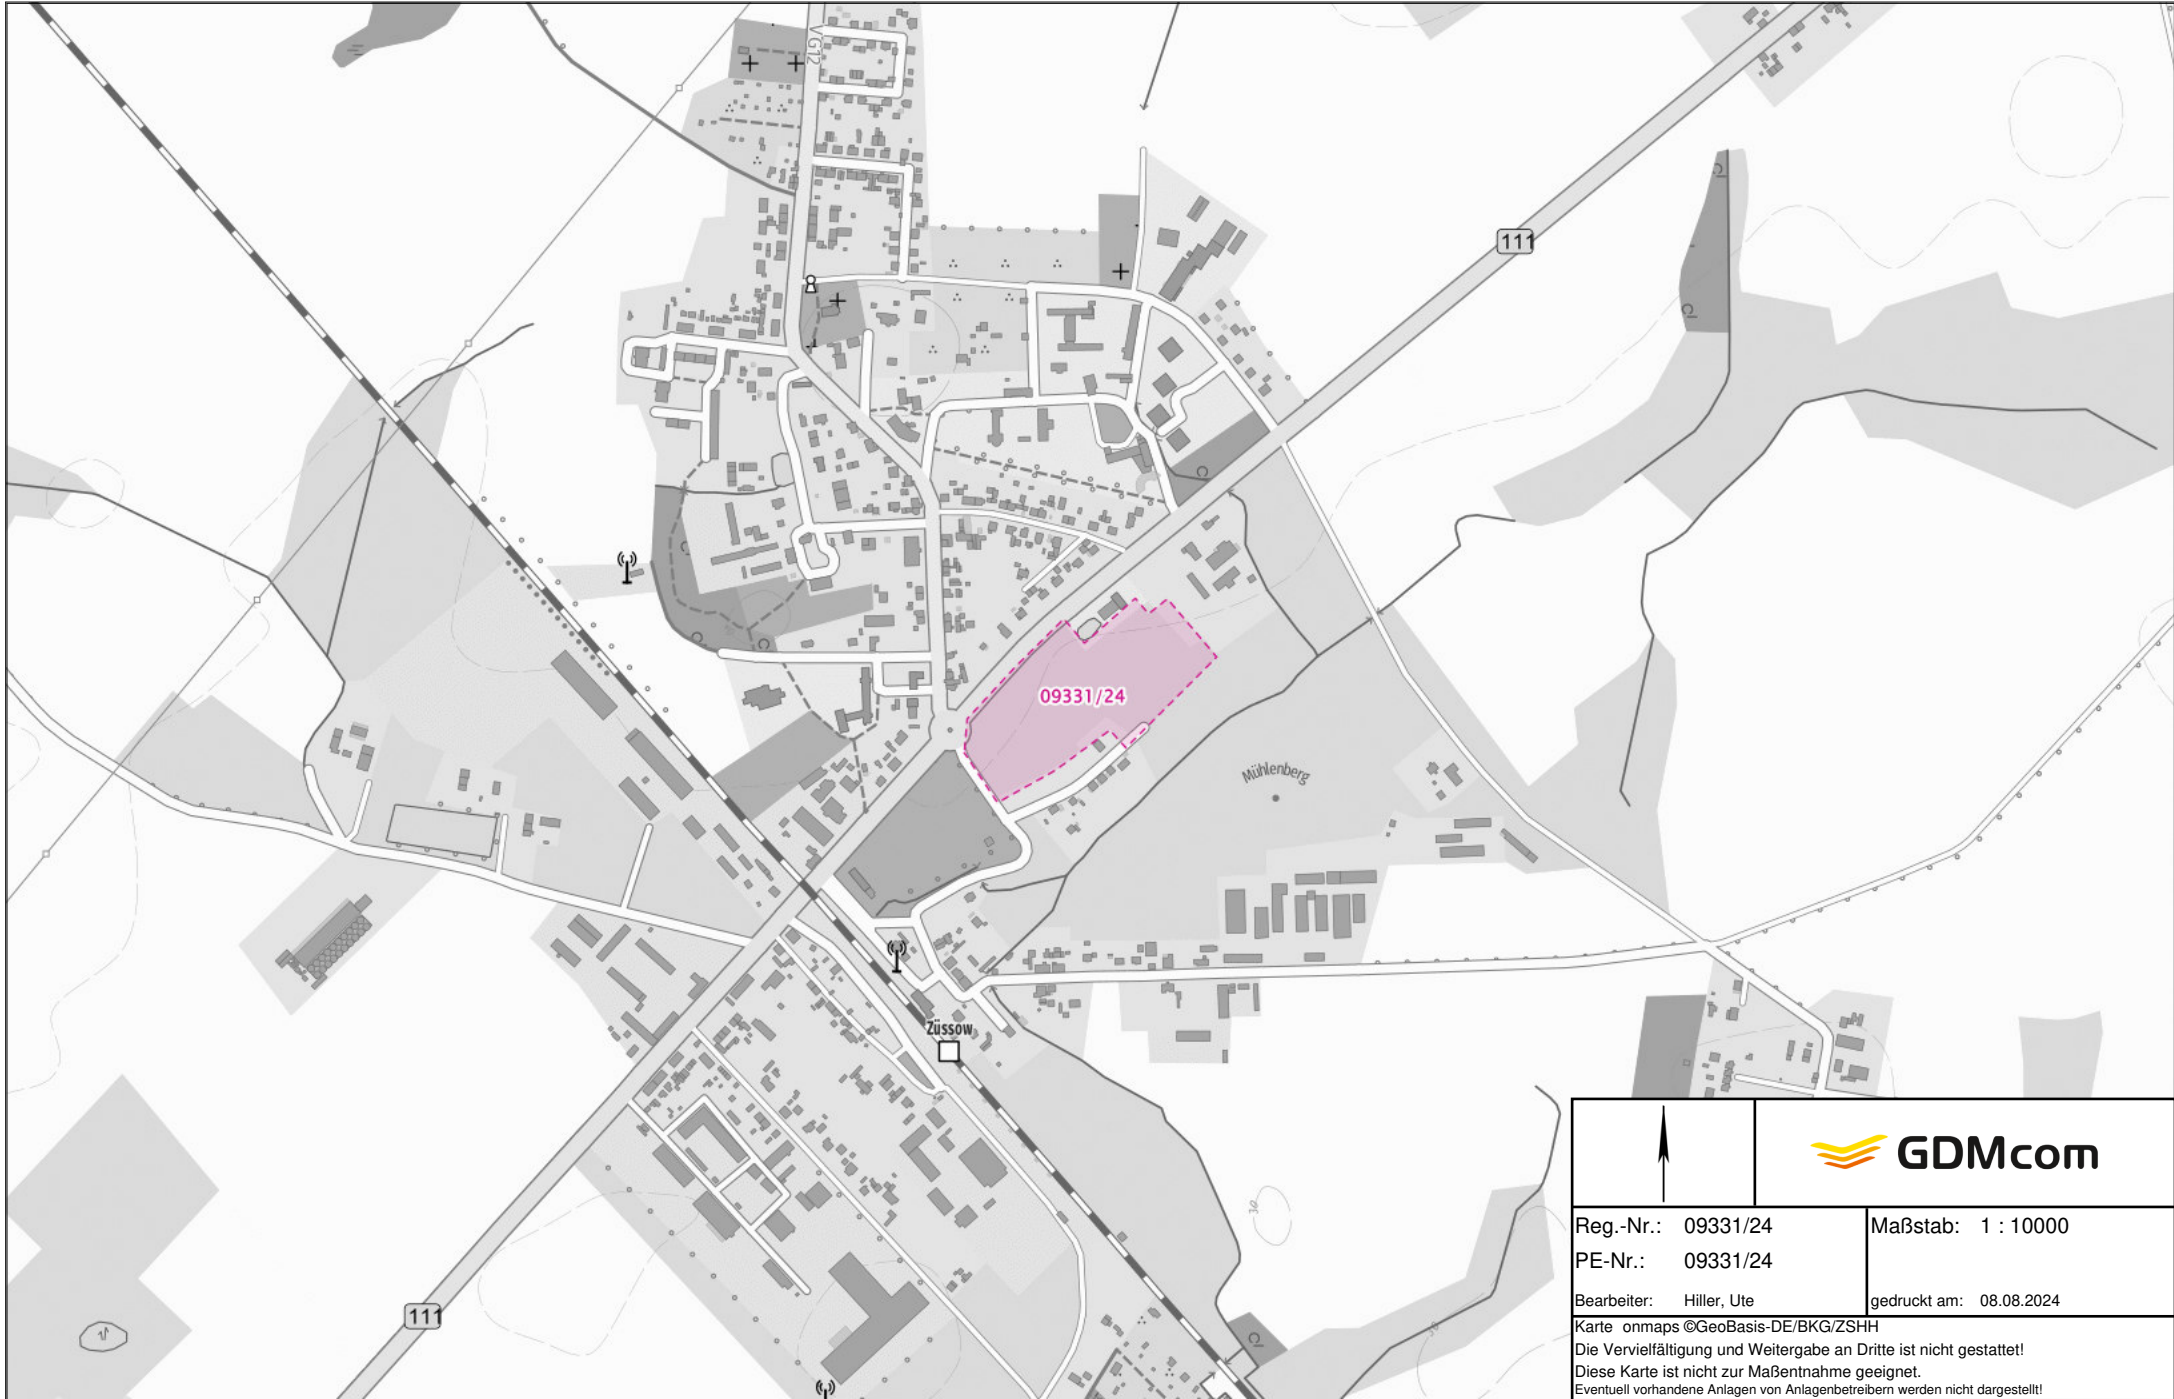 VG12
111
09331/24
Mühlenberg
Züssow
30
30
111
GDMcom
Reg.-Nr.: 09331/24
Maßstab: 1 : 10000
PE-Nr.: 09331/24
Bearbeiter: Hiller, Ute
gedruckt am: 08.08.2024
Karte onmaps ©GeoBasis-DE/BKG/ZSHH
Die Vervielfältigung und Weitergabe an Dritte ist nicht gestattet!
Diese Karte ist nicht zur Maßentnahme geeignet.
Eventuell vorhandene Anlagen von Anlagenbetreibern werden nicht dargestellt!